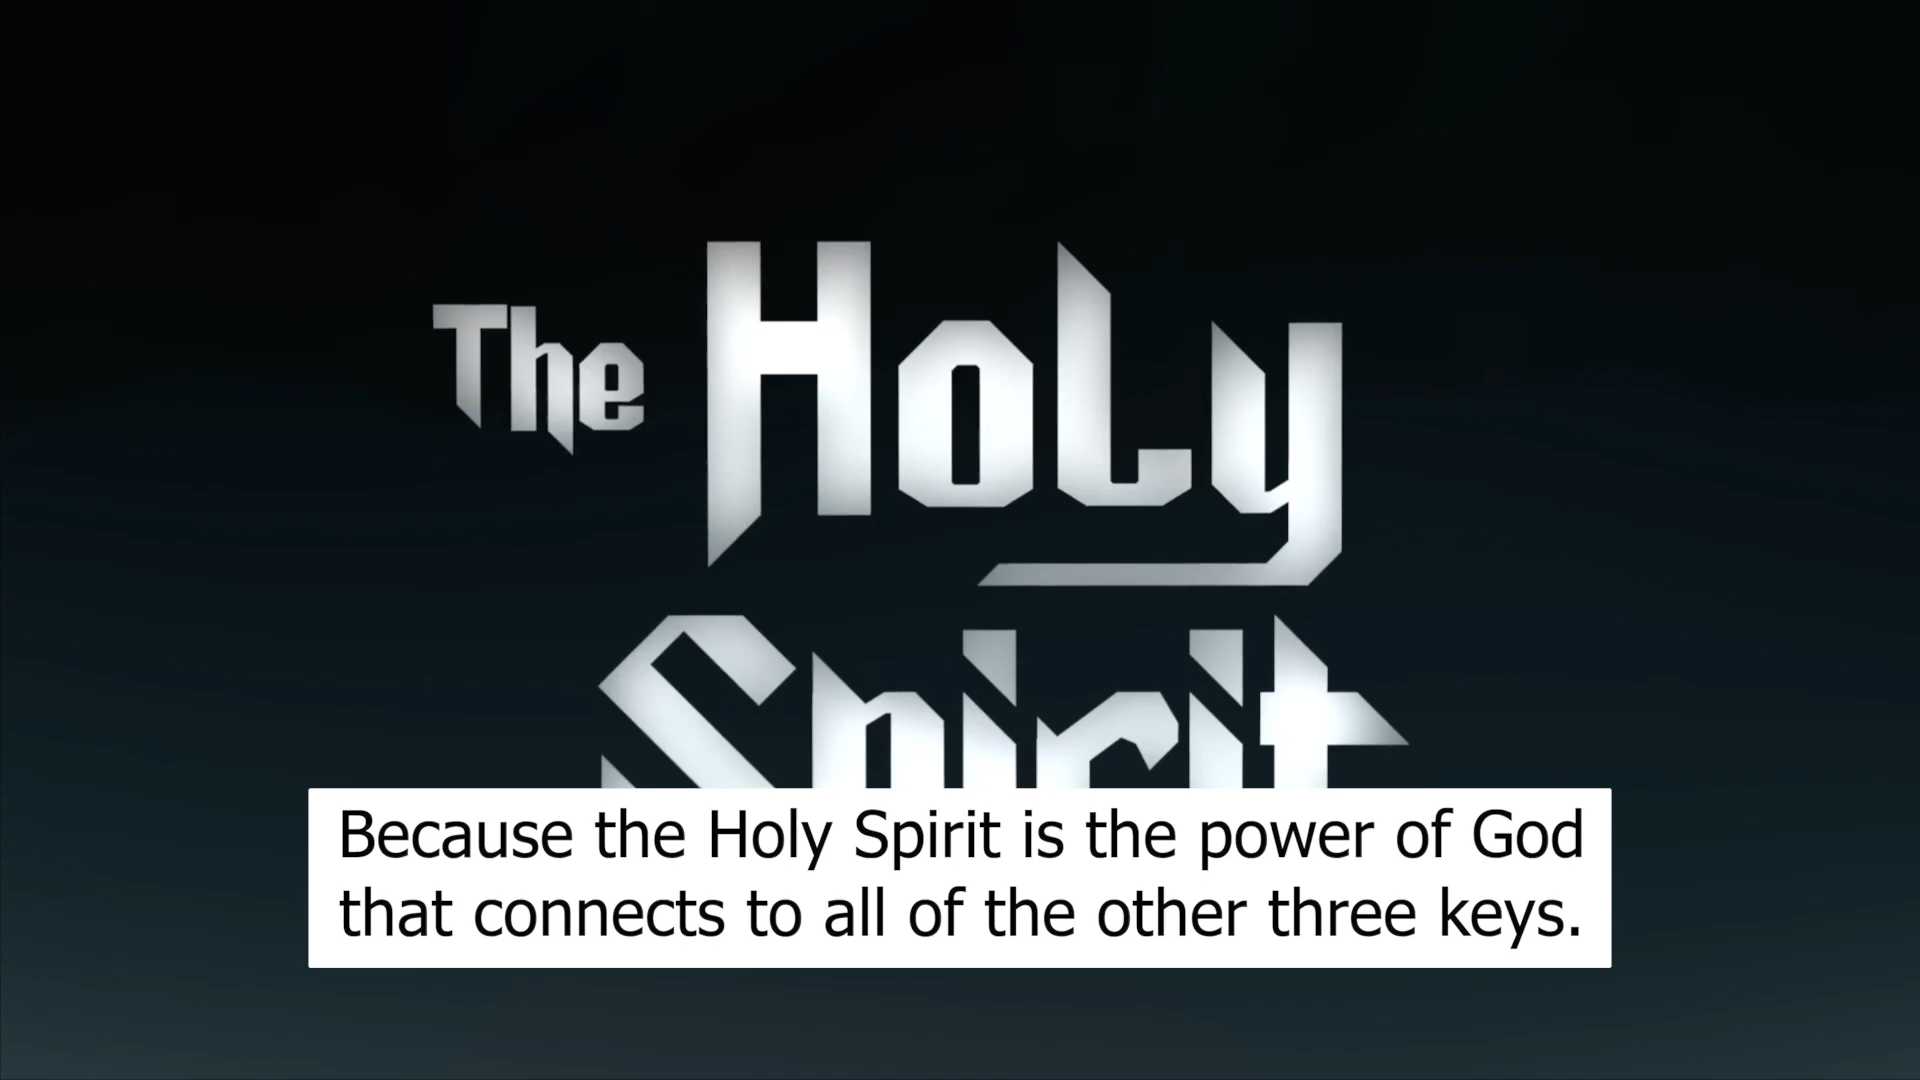 The Holy
Spirit
Because the Holy Spirit is the power of God
that connects to all of the other three keys.